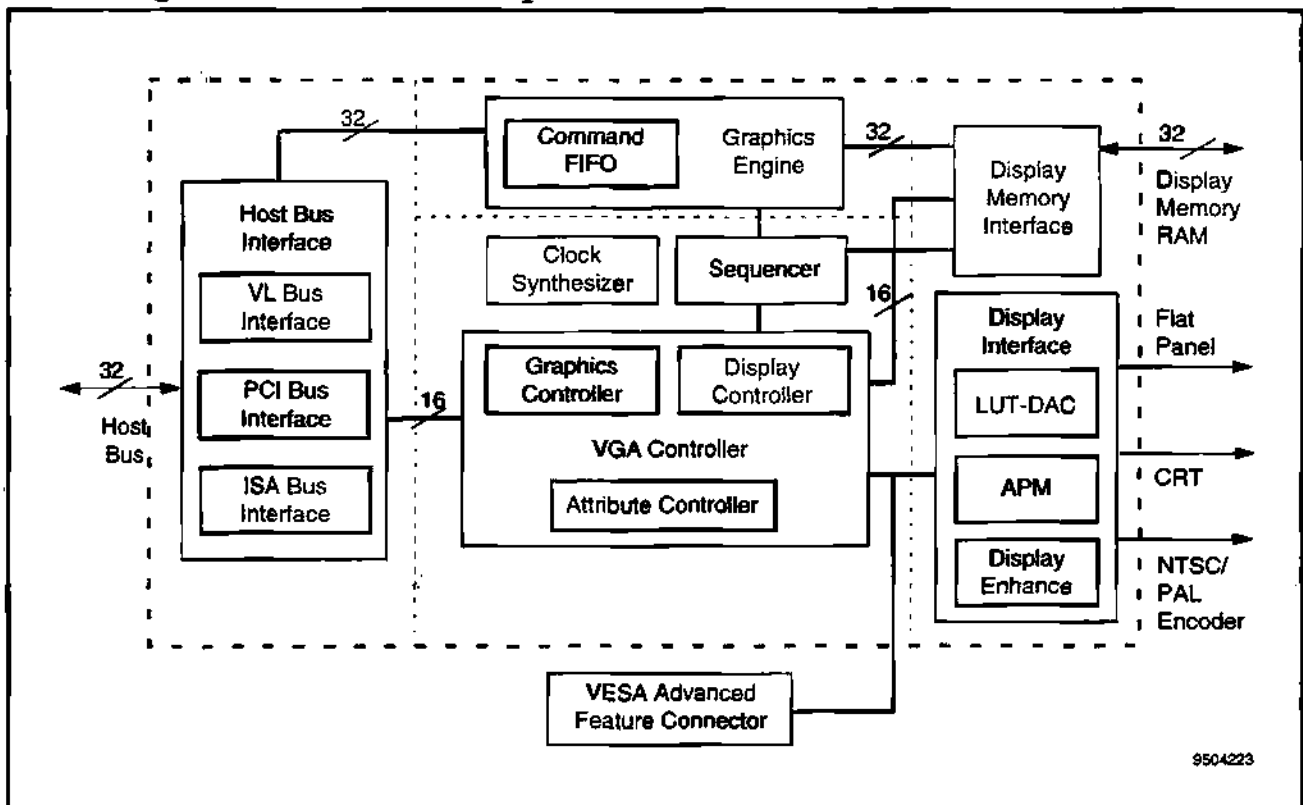 32
Command
FIFO
Graphics
Engine
32
Display
Memory
Interface
32
Display
Memory
RAM
Host Bus
Interface
VL Bus
Interface
PCI Bus
Interface
ISA Bus
Interface
32
Host
Bus
16
Clock
Synthesizer
Sequencer
16
Graphics
Controller
Display
Controller
VGA Controller
Attribute Controller
Display
Interface
LUT-DAC
APM
Display
Enhance
Flat
Panel
CRT
NTSC/
PAL
Encoder
VESA Advanced
Feature Connector
9504223